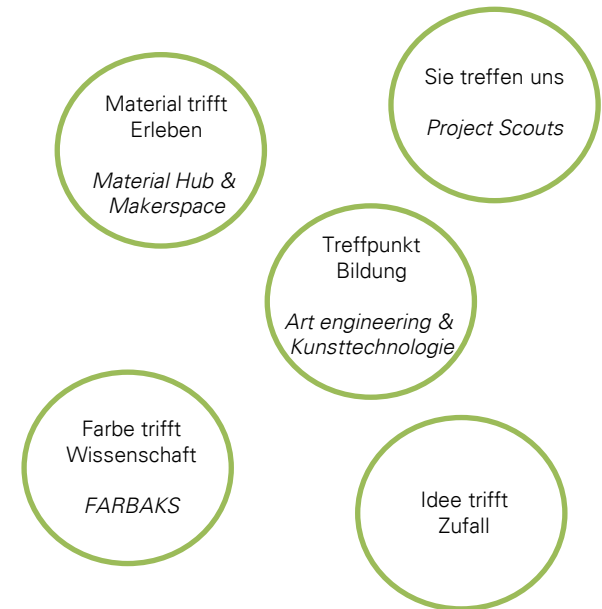 Material trifft
Erleben
Material Hub &
Makerspace
Sie treffen uns
Project Scouts
Treffpunkt
Bildung
Art engineering &
Kunsttechnologie
Farbe trifft
Wissenschaft
FARBAKS
Idee trifft
Zufall